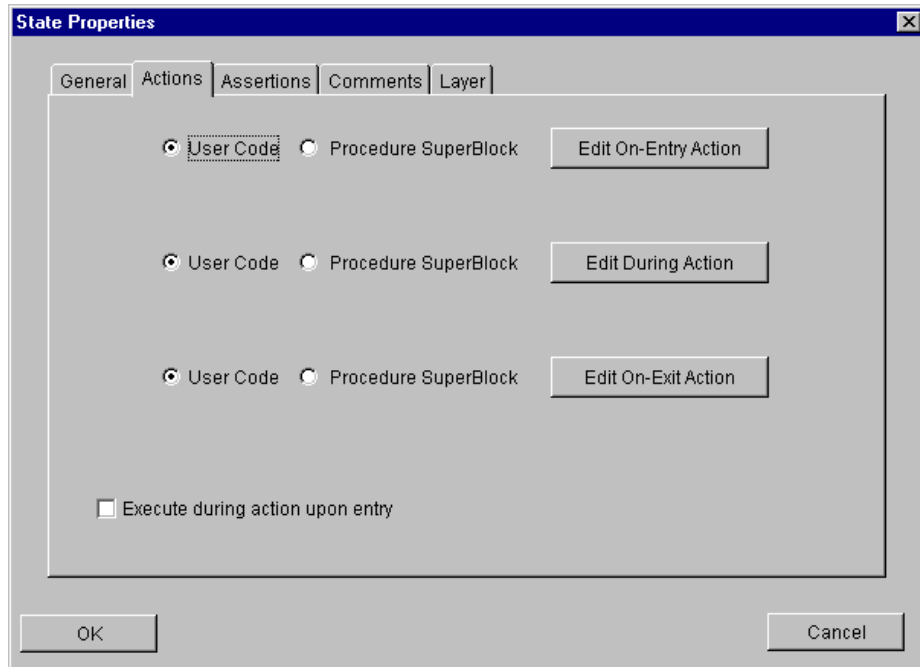 State Properties
General Actions Assertions Comments Layer
User Code Procedure SuperBlock Edit On-Entry Action
User Code Procedure SuperBlock Edit During Action
User Code Procedure SuperBlock Edit On-Exit Action
Execute during action upon entry
OK Cancel